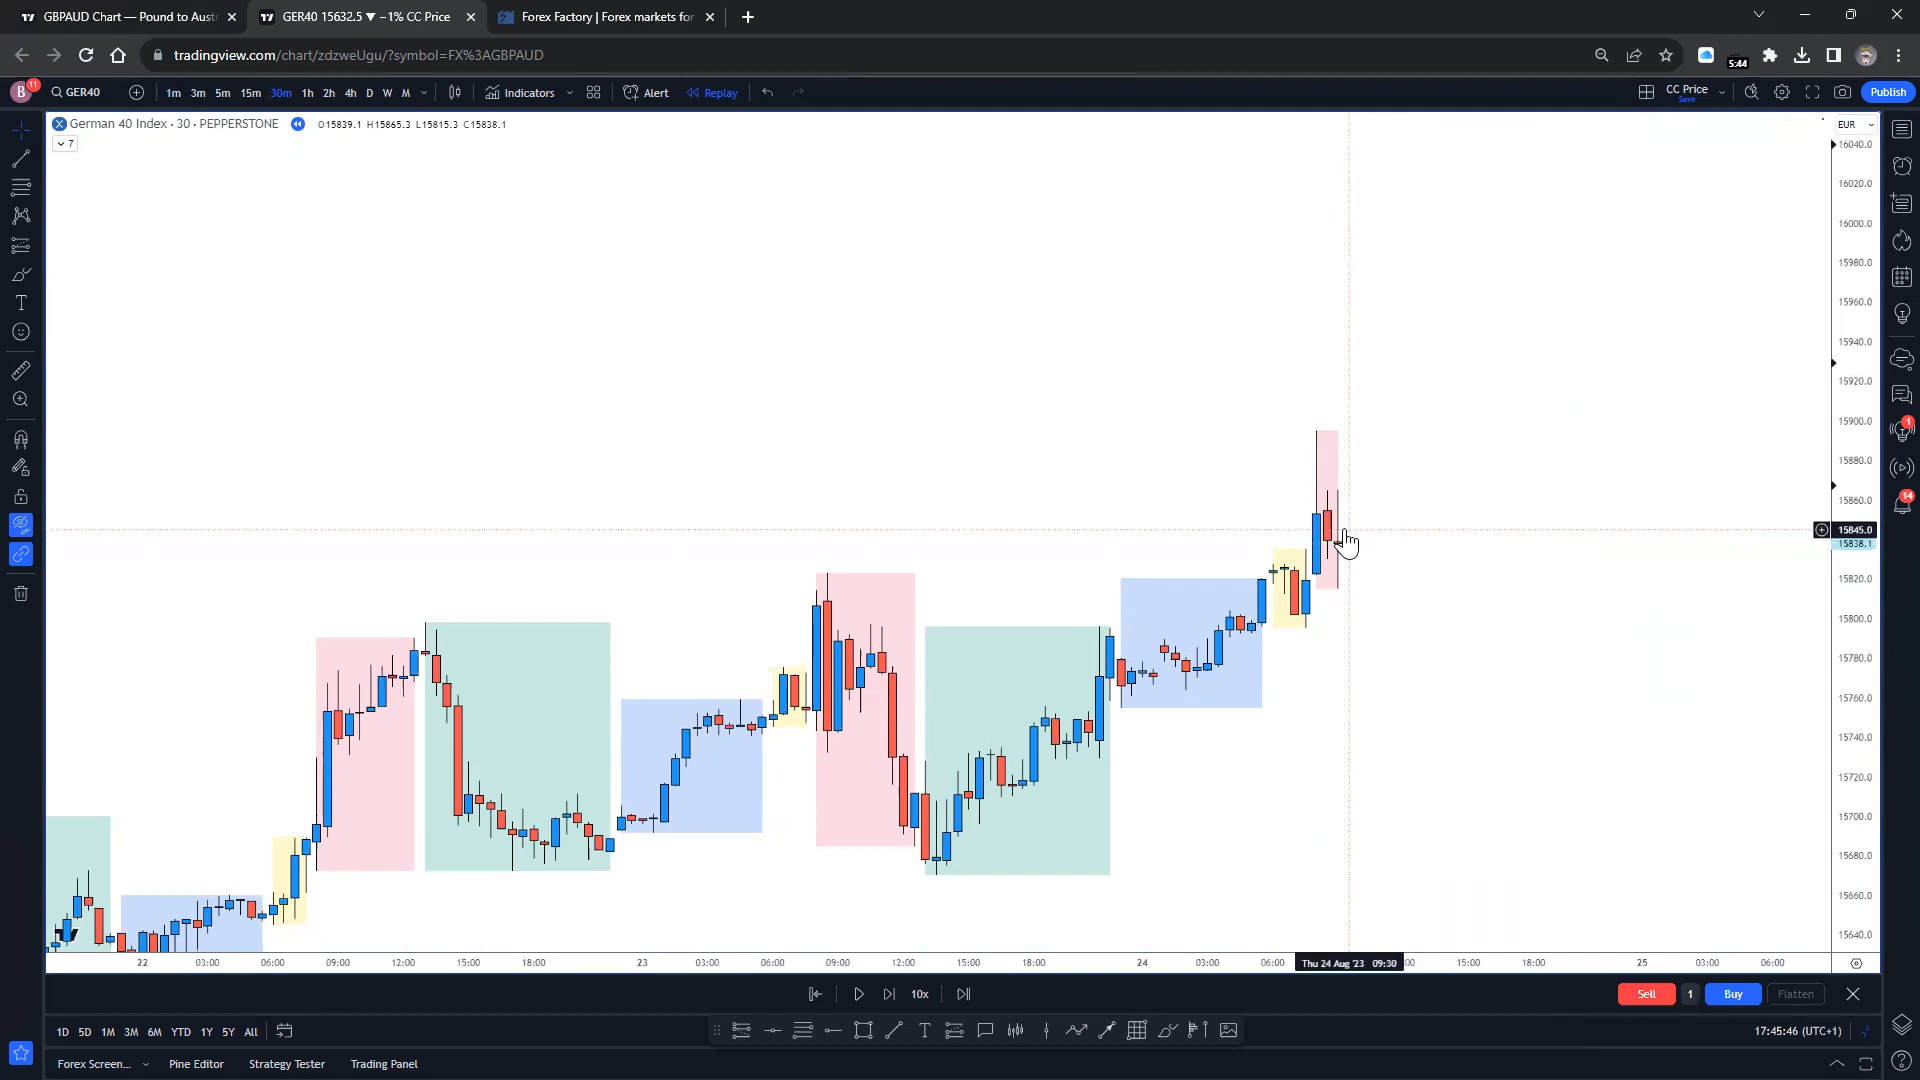 GBPAUD Chart — Pound to Aust
GER40 15632.5 ▼ −1% CC Price
Forex Factory | Forex markets for
tradingview.com/chart/zdzweUgu/?symbol=FX%3AGBPAUD
5:44
B
11
GER40
1m 3m 5m 15m 30m 1h 2h 4h D W M
Indicators
Alert
Replay
CC Price
Save
Publish
German 40 Index · 30 · PEPPERSTONE
O15839.1 H15865.3 L15815.3 C15838.1
7
EUR
16040.0
16020.0
16000.0
15980.0
15960.0
15940.0
15920.0
15900.0
15880.0
15860.0
15845.0
15838.1
15820.0
15800.0
15780.0
15760.0
15740.0
15720.0
15700.0
15680.0
15660.0
15640.0
1
14
22 03:00 06:00 09:00 12:00 15:00 18:00 23 03:00 06:00 09:00 12:00 15:00 18:00 24 03:00 06:00 Thu 24 Aug '23 09:30 15:00 18:00 25 03:00 06:00
10x
Sell 1 Buy Flatten
1D 5D 1M 3M 6M YTD 1Y 5Y All
17:45:46 (UTC+1)
Forex Screen... Pine Editor Strategy Tester Trading Panel